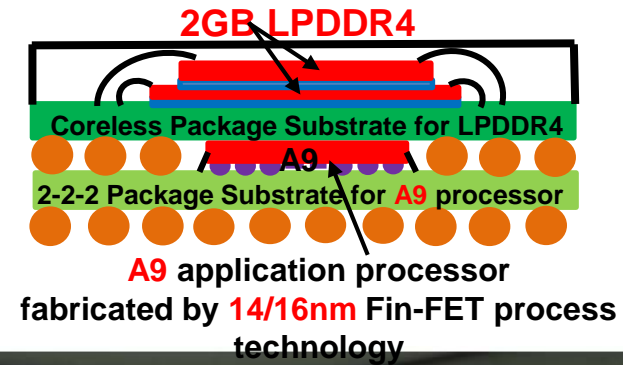 2GB LPDDR4
Coreless Package Substrate for LPDDR4
A9
2-2-2 Package Substrate for A9 processor
A9 application processor
fabricated by 14/16nm Fin-FET process
technology